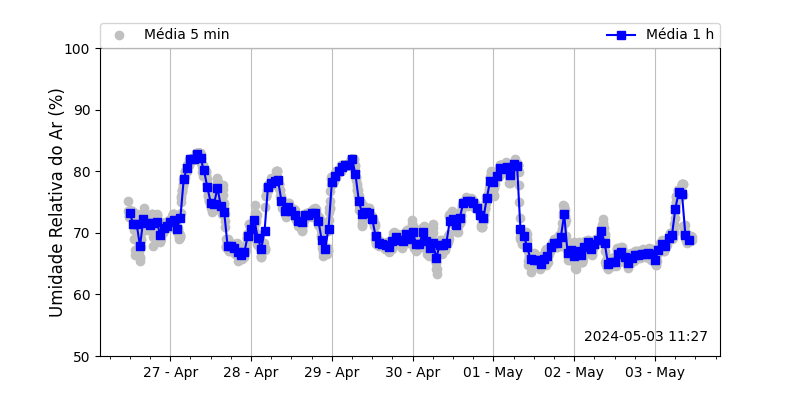 Média 5 min
Média 1 h
Umidade Relativa do Ar (%)
100
90
80
70
60
50
2024-05-03 11:27
27 - Apr
28 - Apr
29 - Apr
30 - Apr
01 - May
02 - May
03 - May